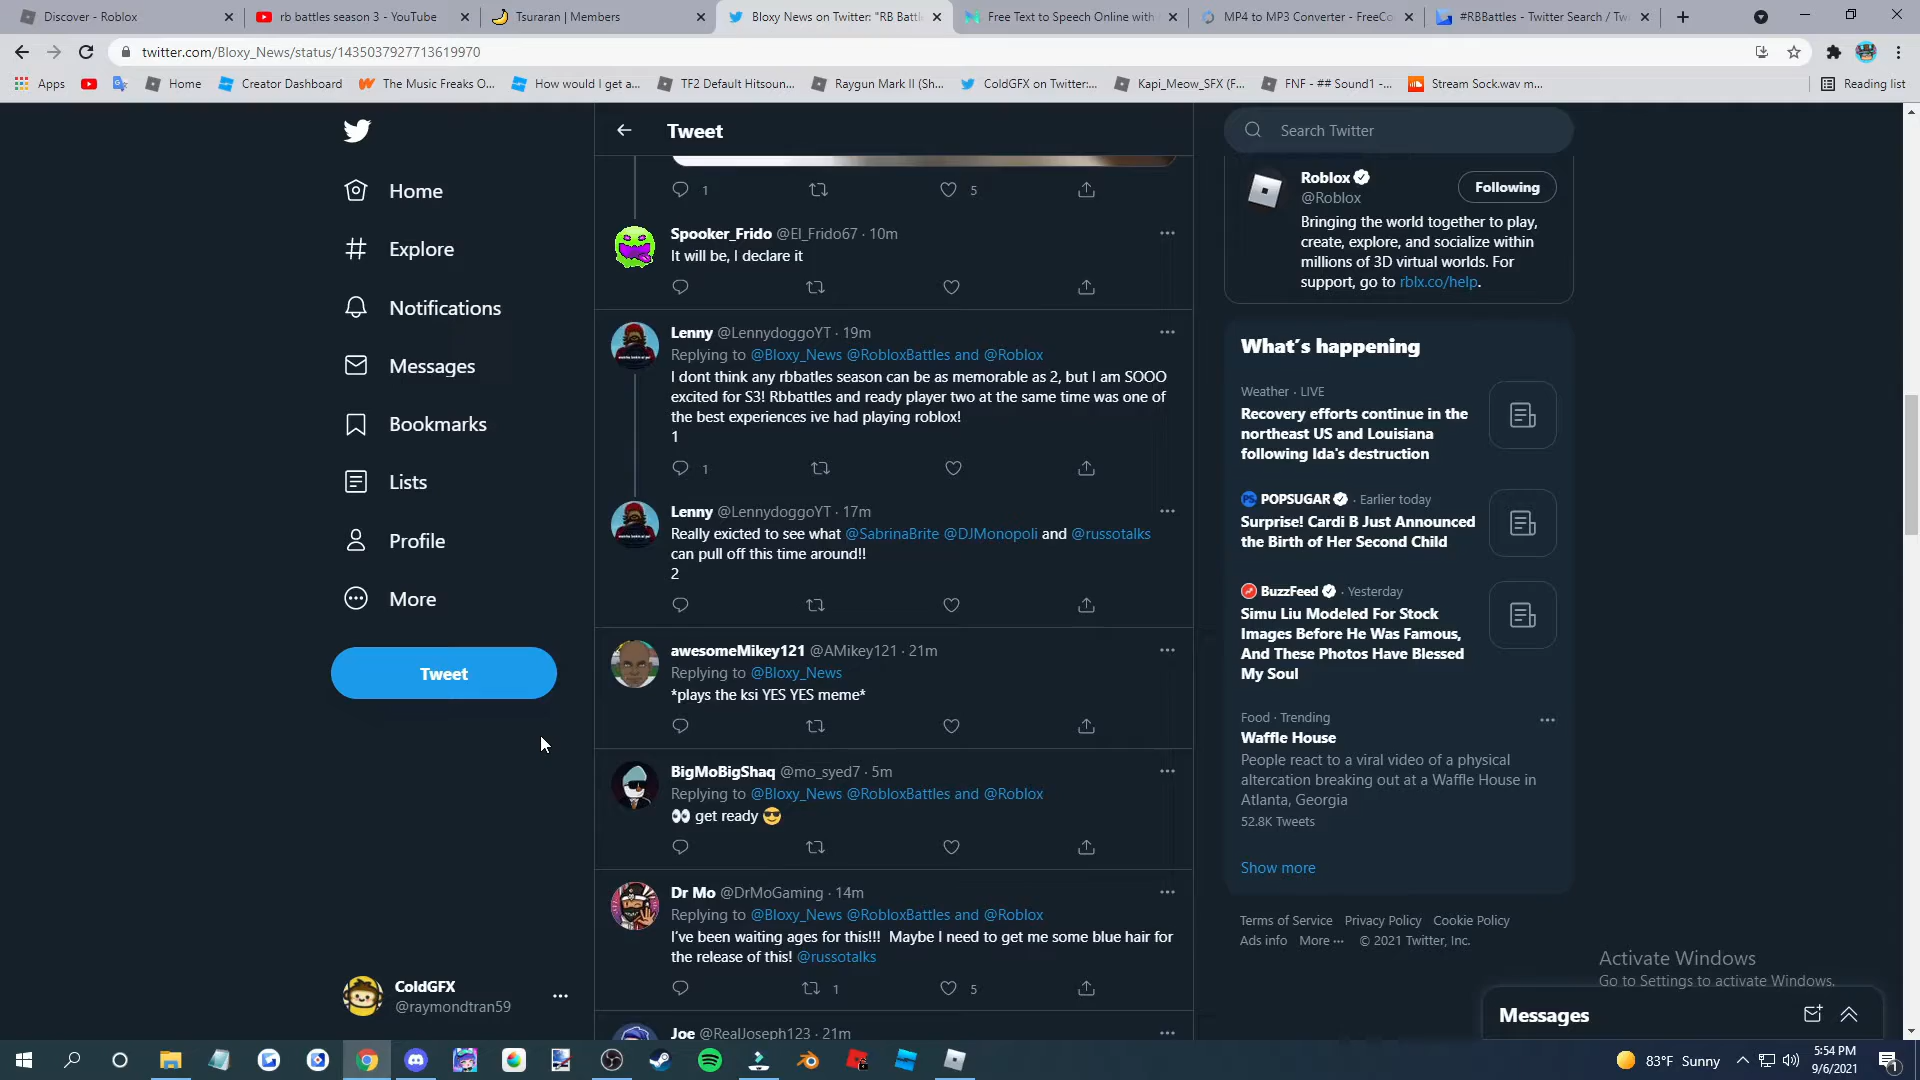 Discover - Roblox
rb battles season 3 - YouTube
Tsuraran | Members
Bloxy News on Twitter: "RB Battl
Free Text to Speech Online with
MP4 to MP3 Converter - FreeCo
#RBBattles - Twitter Search / Tw
twitter.com/Bloxy_News/status/1435037927713619970
Apps
Home
Creator Dashboard
The Music Freaks O...
How would I get a...
TF2 Default Hitsoun...
Raygun Mark II (Sh...
ColdGFX on Twitter:...
Kapi_Meow_SFX (F...
FNF - ## Sound1 -...
Stream Sock.wav m...
Reading list
Home
Explore
Notifications
Messages
Bookmarks
Lists
Profile
More
Tweet
ColdGFX
@raymondtran59
Tweet
1
5
Spooker_Frido @El_Frido67 · 10m
It will be, I declare it
Lenny @LennydoggoYT · 19m
Replying to @Bloxy_News @RobloxBattles and @Roblox
I dont think any rbbatles season can be as memorable as 2, but I am SOOO
excited for S3! Rbbattles and ready player two at the same time was one of
the best experiences ive had playing roblox!
1
1
Lenny @LennydoggoYT · 17m
Really exicted to see what @SabrinaBrite @DJMonopoli and @russotalks
can pull off this time around!!
2
awesomeMikey121 @AMikey121 · 21m
Replying to @Bloxy_News
*plays the ksi YES YES meme*
BigMoBigShaq @mo_syed7 · 5m
Replying to @Bloxy_News @RobloxBattles and @Roblox
👀 get ready 😎
Dr Mo @DrMoGaming · 14m
Replying to @Bloxy_News @RobloxBattles and @Roblox
I've been waiting ages for this!!! Maybe I need to get me some blue hair for
the release of this! @russotalks
1
5
Joe @RealJoseph123 · 21m
Search Twitter
Roblox
@Roblox
Following
Bringing the world together to play,
create, explore, and socialize within
millions of 3D virtual worlds. For
support, go to rblx.co/help.
What's happening
Weather · LIVE
Recovery efforts continue in the
northeast US and Louisiana
following Ida's destruction
POPSUGAR · Earlier today
Surprise! Cardi B Just Announced
the Birth of Her Second Child
BuzzFeed · Yesterday
Simu Liu Modeled For Stock
Images Before He Was Famous,
And These Photos Have Blessed
My Soul
Food · Trending
Waffle House
People react to a viral video of a physical
altercation breaking out at a Waffle House in
Atlanta, Georgia
52.8K Tweets
Show more
Terms of Service Privacy Policy Cookie Policy
Ads info More ··· © 2021 Twitter, Inc.
Activate Windows
Go to Settings to activate Windows.
Messages
83°F Sunny
5:54 PM
9/6/2021
1